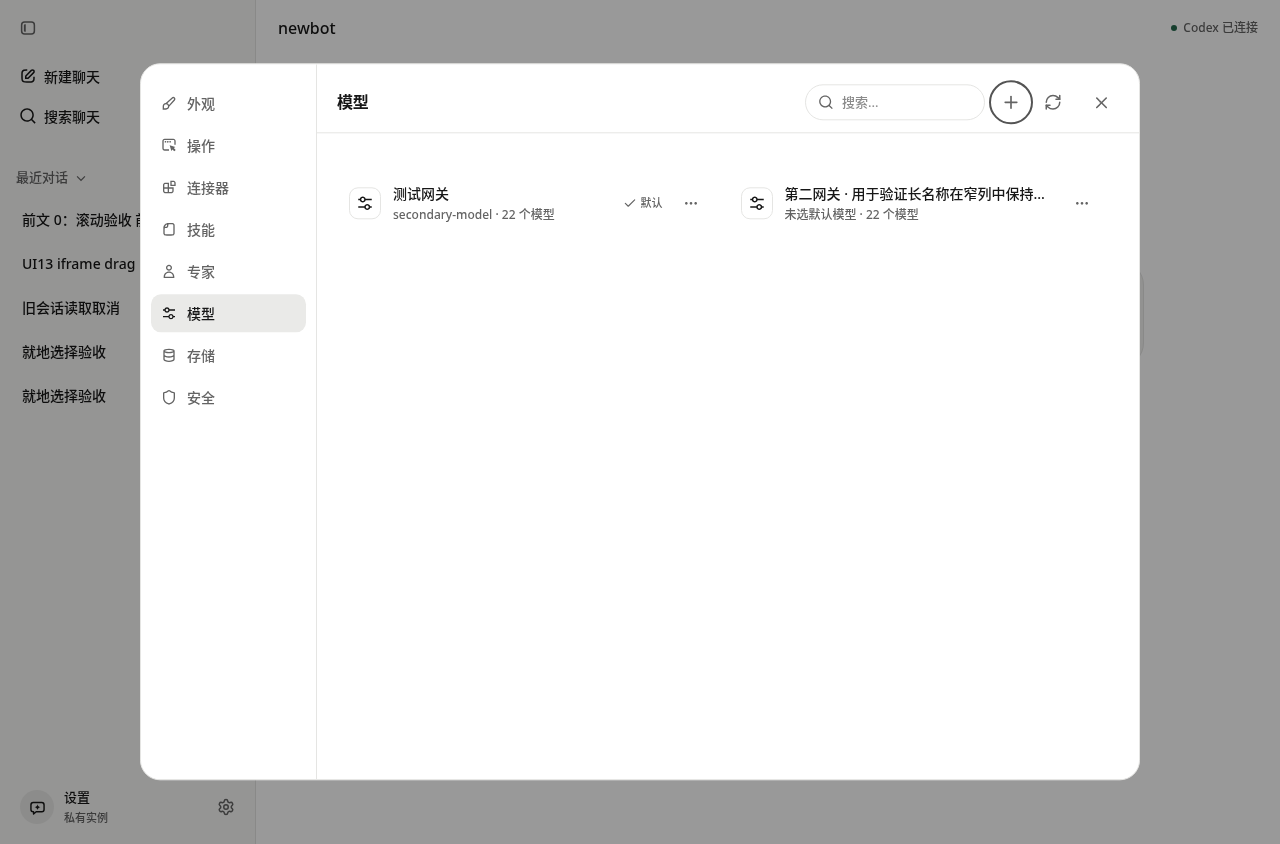 newbot
Codex 已连接
新建聊天
搜索聊天
最近对话
前文 0：滚动验收 前
UI13 iframe drag
旧会话读取取消
就地选择验收
就地选择验收
设置
私有实例
外观
操作
连接器
技能
专家
模型
存储
安全
模型
搜索...
测试网关
secondary-model · 22 个模型
默认
第二网关 · 用于验证长名称在窄列中保持...
未选默认模型 · 22 个模型